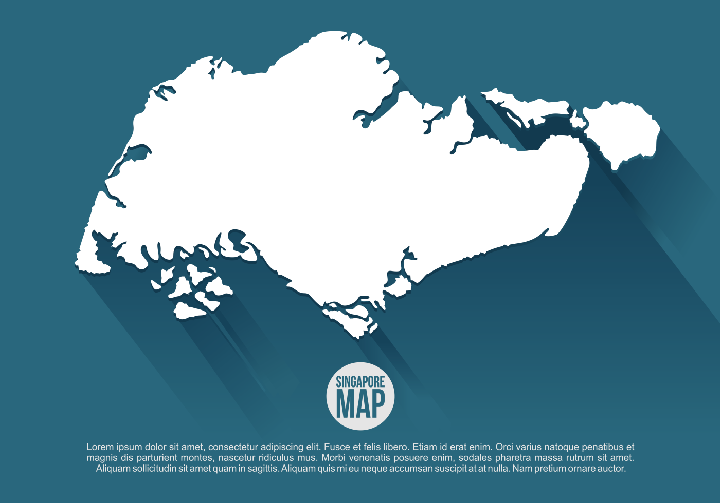 SINGAPORE
MAP
Lorem ipsum dolor sit amet, consectetur adipiscing elit. Fusce et felis libero. Etiam id erat enim. Orci varius natoque penatibus et
magnis dis parturient montes, nascetur ridiculus mus. Morbi venenatis posuere enim, sodales pharetra massa rutrum sit amet.
Aliquam sollicitudin sit amet quam in sagittis. Aliquam quis mi eu neque accumsan suscipit at at nulla. Nam pretium ornare auctor.